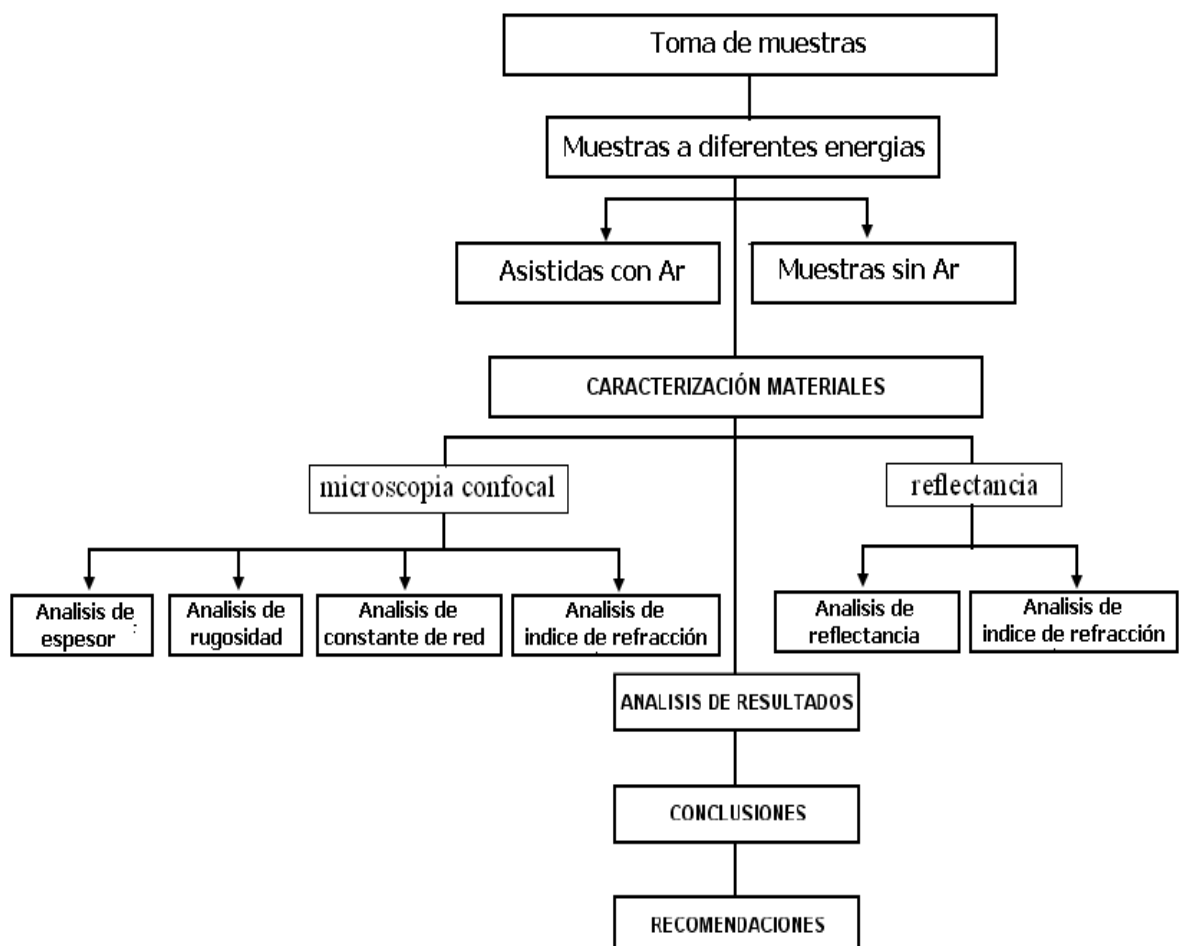 Toma de muestras
Muestras a diferentes energias
Asistidas con Ar
Muestras sin Ar
CARACTERIZACIÓN MATERIALES
microscopia confocal
reflectancia
Analisis de
espesor
Analisis de
rugosidad
Analisis de
constante de red
Analisis de
indice de refracción
Analisis de
reflectancia
Analisis de
indice de refracción
ANALISIS DE RESULTADOS
CONCLUSIONES
RECOMENDACIONES